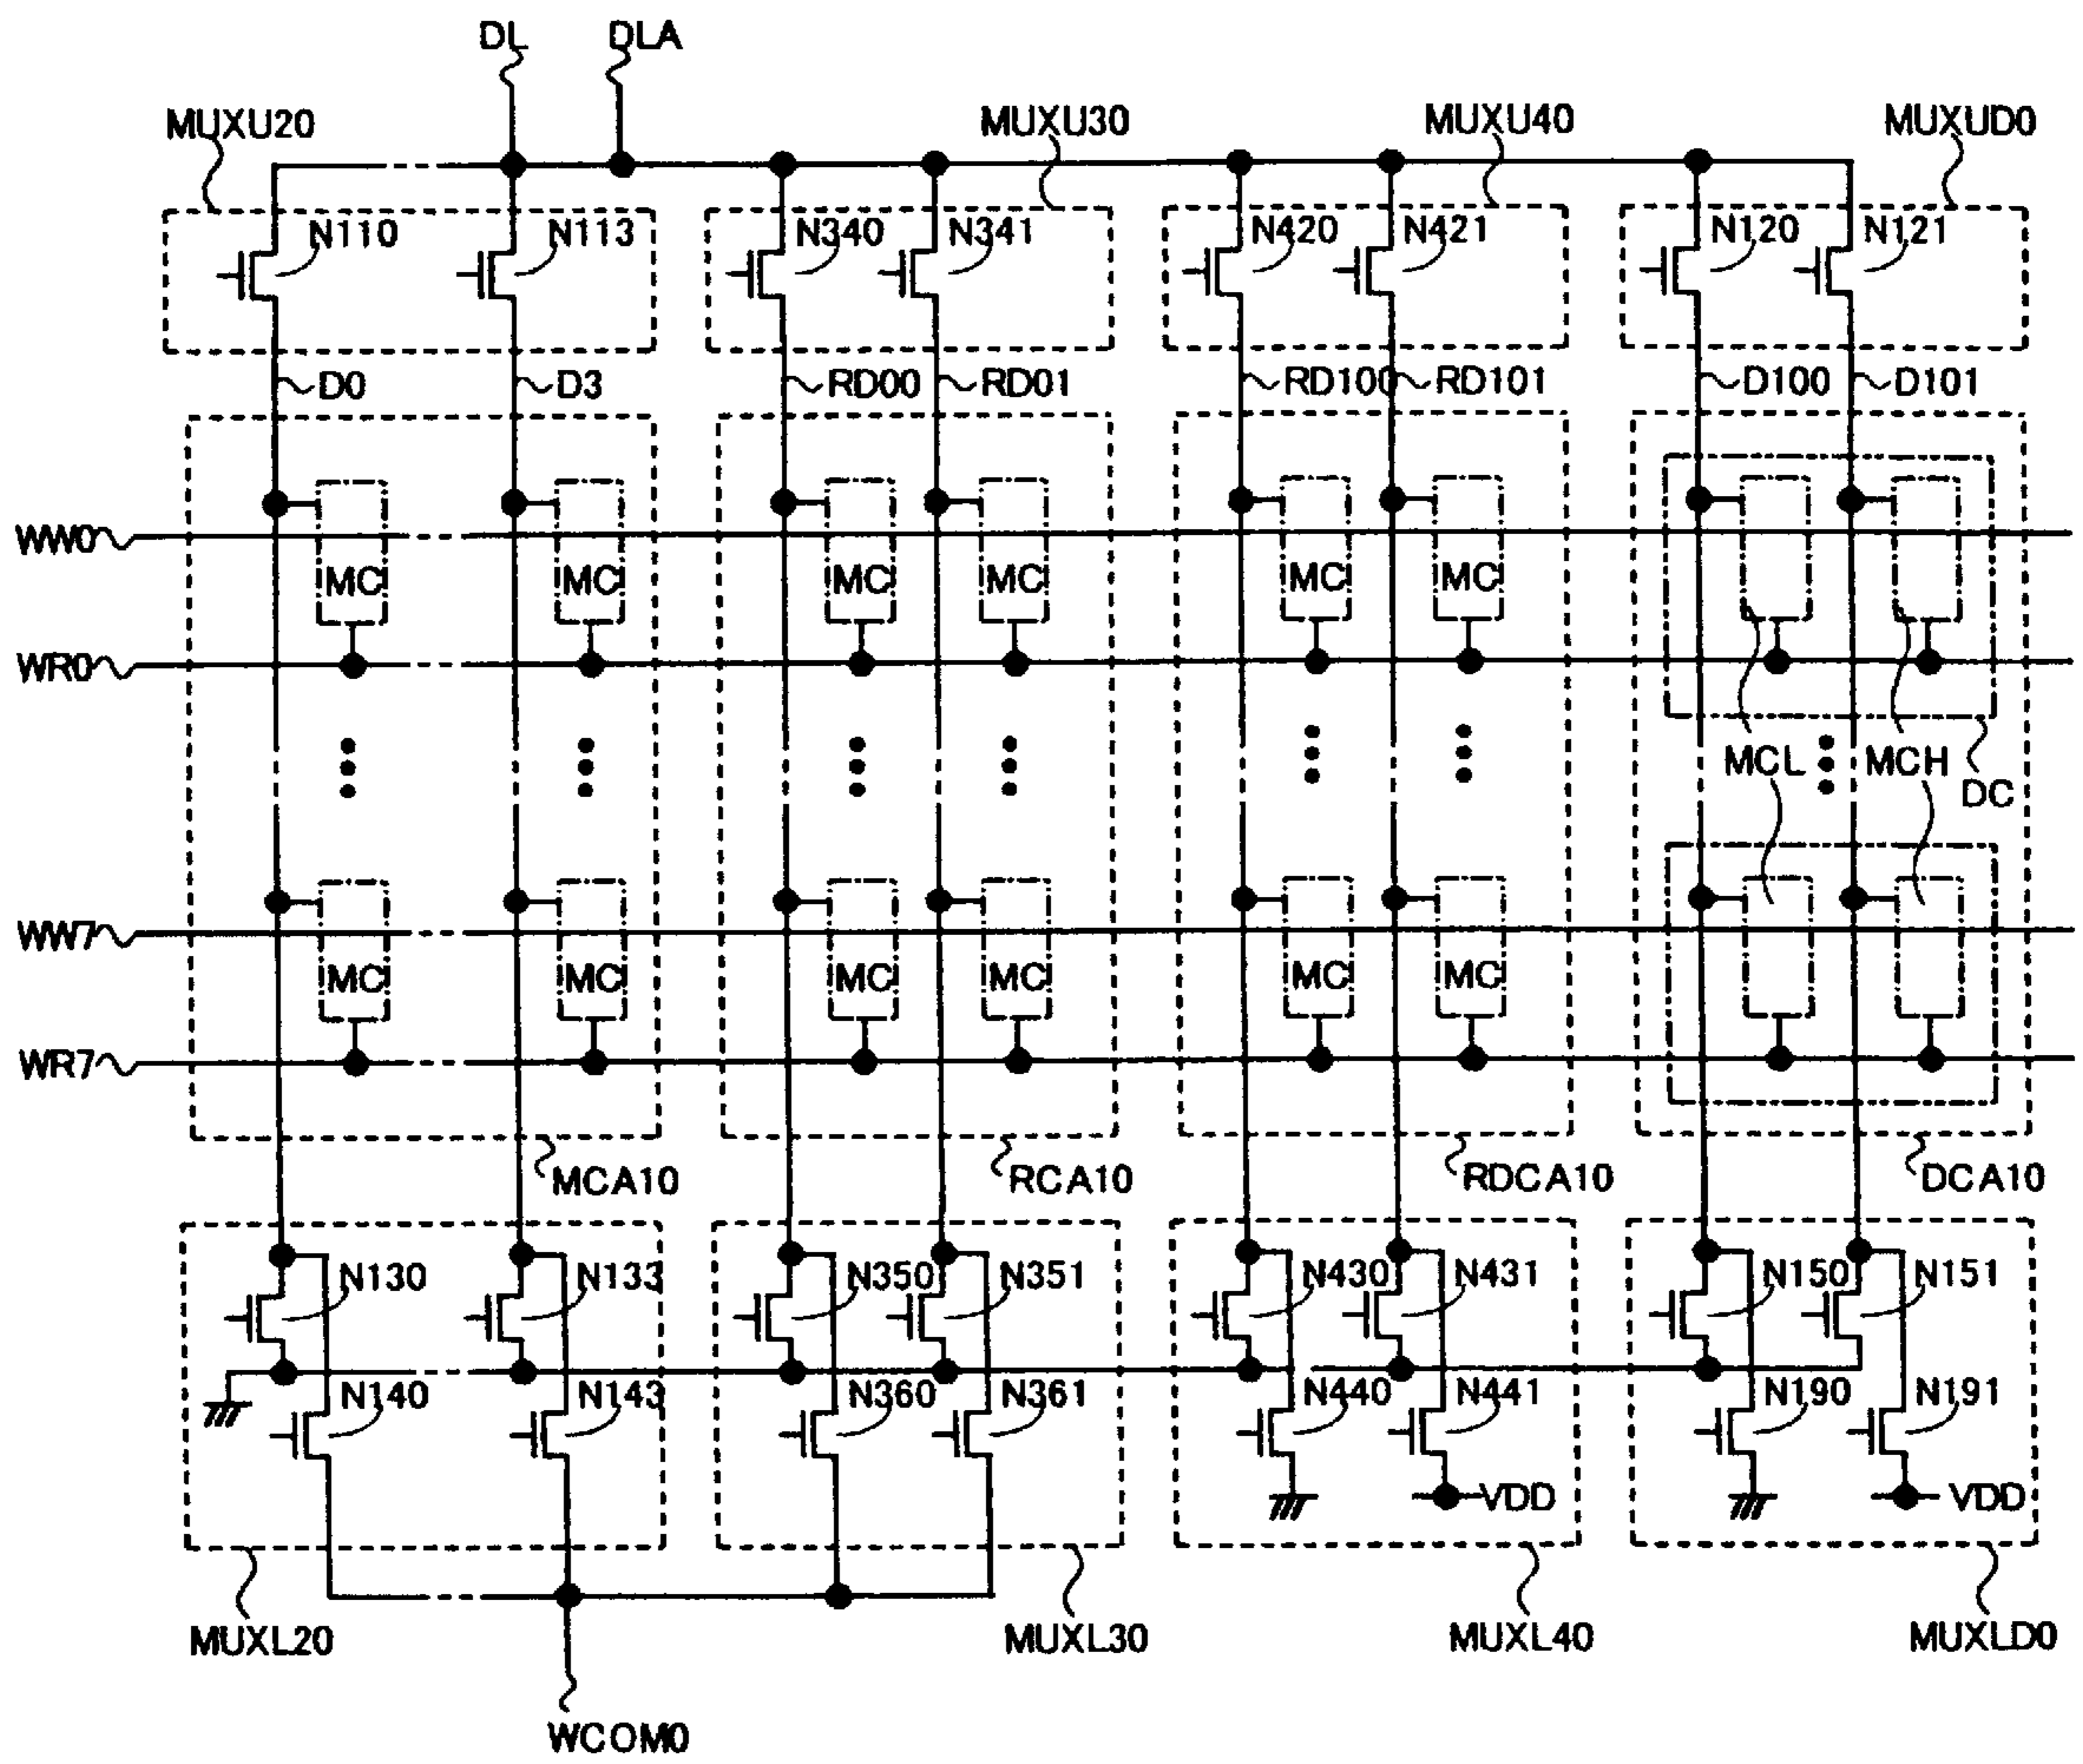 DL DLA
MUXU20 MUXU30 MUXU40 MUXUD0
N110 N113 N340 N341 N420 N421 N120 N121
D0 D3 RD00 RD01 RD100 RD101 D100 D101
WW0
MC MC MC MC MC MC
WR0
MCL MCH
DC
WW7
MC MC MC MC MC MC
WR7
MCA10 RCA10 RDCA10 DCA10
N130 N133 N350 N351 N430 N431 N150 N151
N140 N143 N360 N361 N440 N441 N190 N191
VDD VDD
MUXL20 MUXL30 MUXL40 MUXLD0
WCOM0